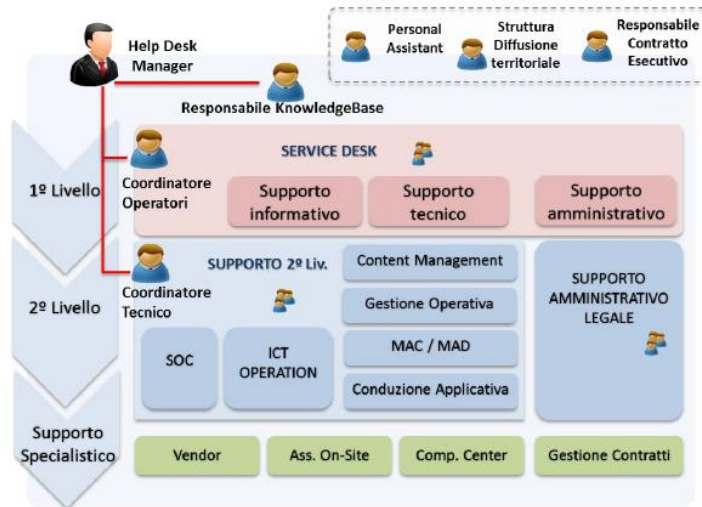 Help Desk
Manager
Personal
Assistant
Struttura
Diffusione
territoriale
Responsabile
Contratto
Esecutivo
Responsabile KnowledgeBase
1º Livello
Coordinatore
Operatori
SERVICE DESK
Supporto
informativo
Supporto
tecnico
Supporto
amministrativo
2º Livello
Coordinatore
Tecnico
SUPPORTO 2º Liv.
SOC
ICT
OPERATION
Content Management
Gestione Operativa
MAC / MAD
Conduzione Applicativa
SUPPORTO
AMMINISTRATIVO
LEGALE
Supporto
Specialistico
Vendor
Ass. On-Site
Comp. Center
Gestione Contratti